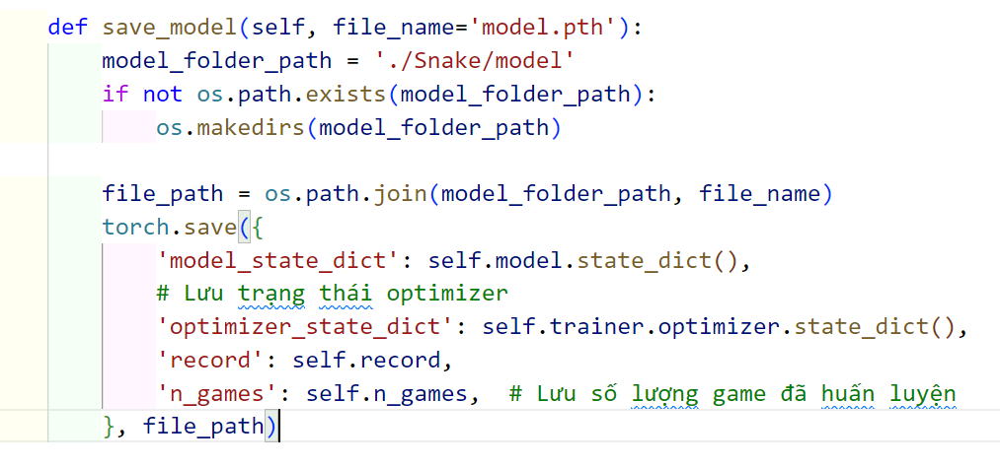 def save_model(self, file_name='model.pth'):
model_folder_path = './Snake/model'
if not os.path.exists(model_folder_path):
os.makedirs(model_folder_path)
file_path = os.path.join(model_folder_path, file_name)
torch.save({
'model_state_dict': self.model.state_dict(),
# Lưu trạng thái optimizer
'optimizer_state_dict': self.trainer.optimizer.state_dict(),
'record': self.record,
'n_games': self.n_games,  # Lưu số lượng game đã huấn luyện
}, file_path)